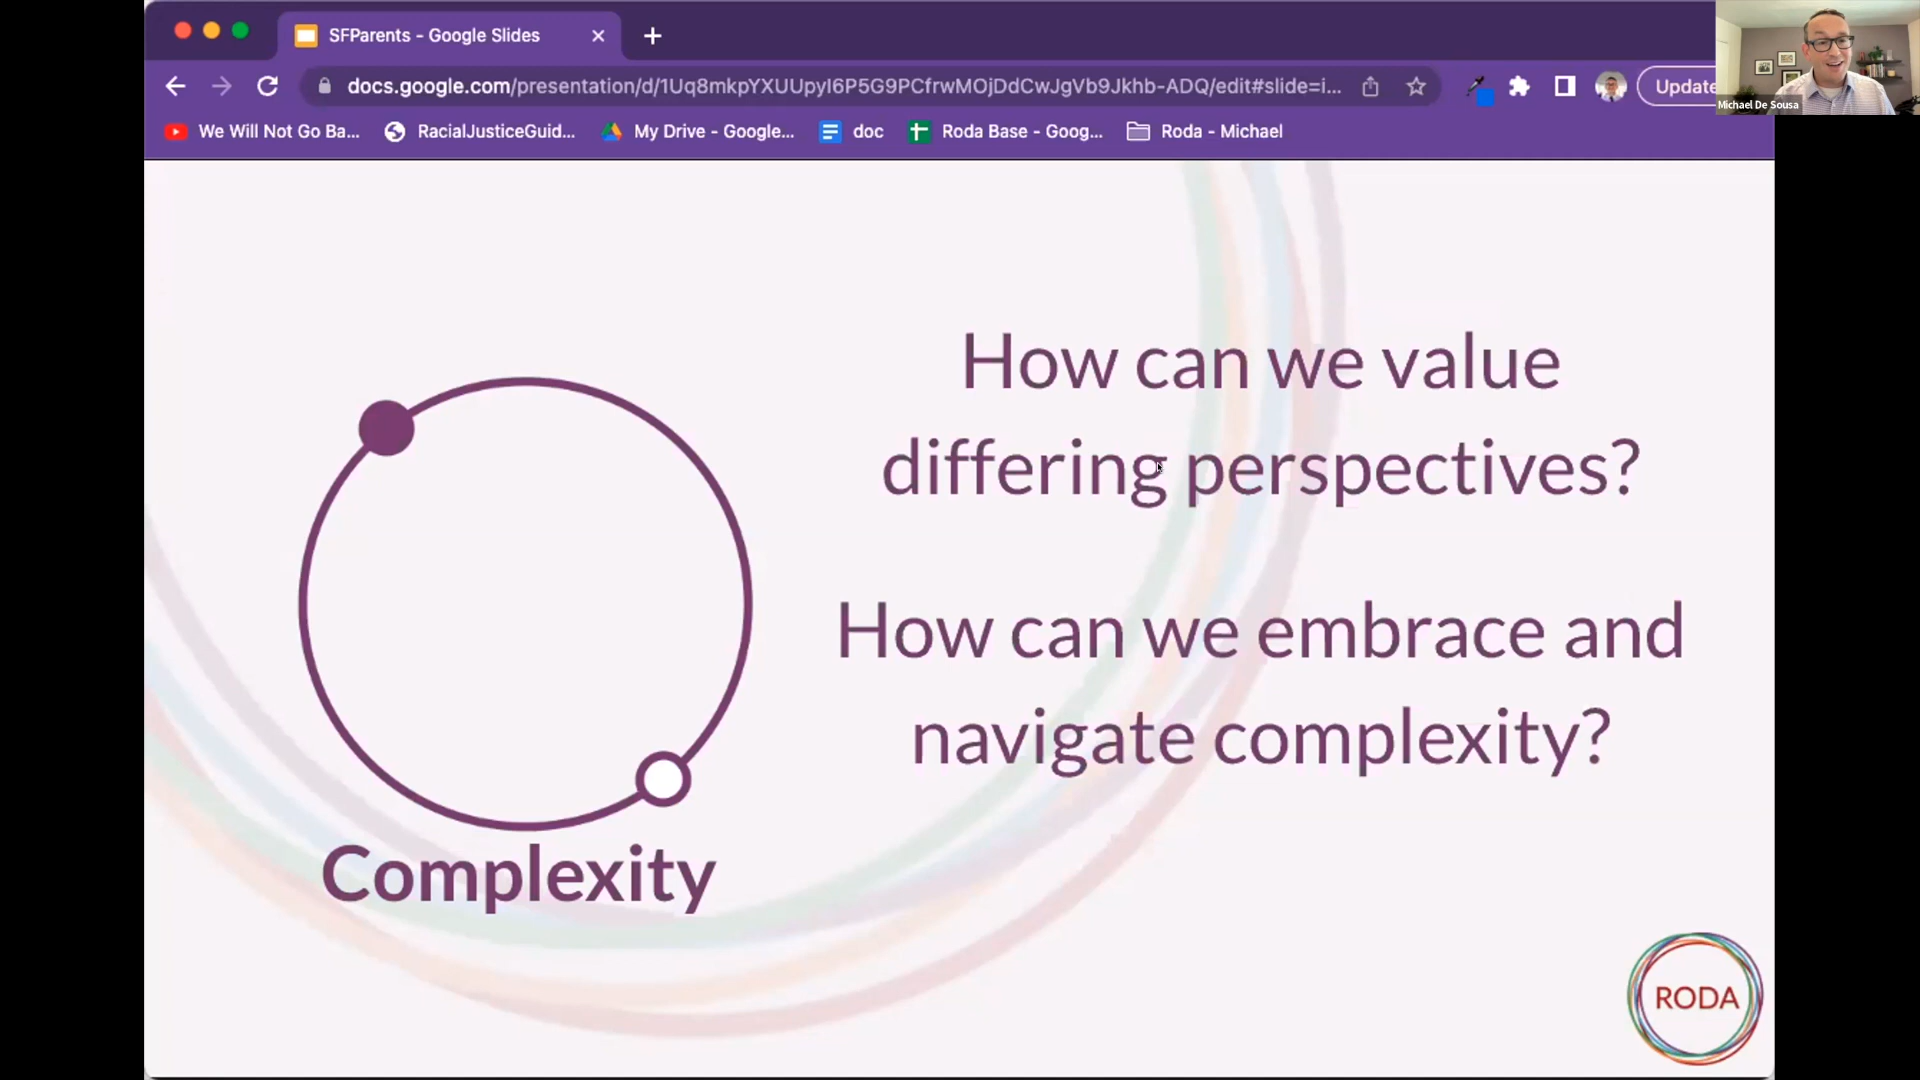 SFParents - Google Slides
docs.google.com/presentation/d/1Uq8mkpYXUUpyI6P5G9PCfrwMOjDdCwJgVb9Jkhb-ADQ/edit#slide=i...
Update
Michael De Sousa
We Will Not Go Ba...
RacialJusticeGuid...
My Drive - Google...
doc
Roda Base - Goog...
Roda - Michael
How can we value
differing perspectives?
How can we embrace and
navigate complexity?
Complexity
RODA